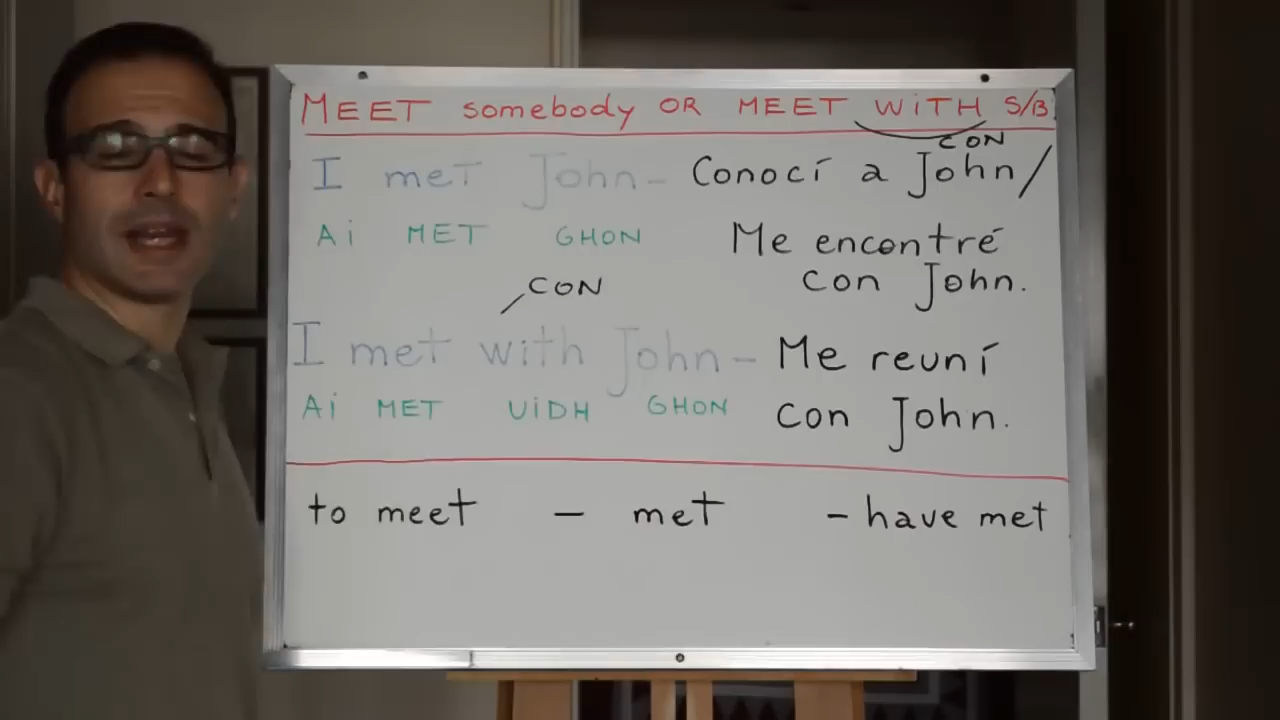 MEET somebody OR MEET WiTH S/B
CON
I met John - Conocí a John/
Ai MET GHON Me encontré
con John.
CON
I met with John - Me reuní
Ai MET UiDH GHON con John.
to meet - met - have met